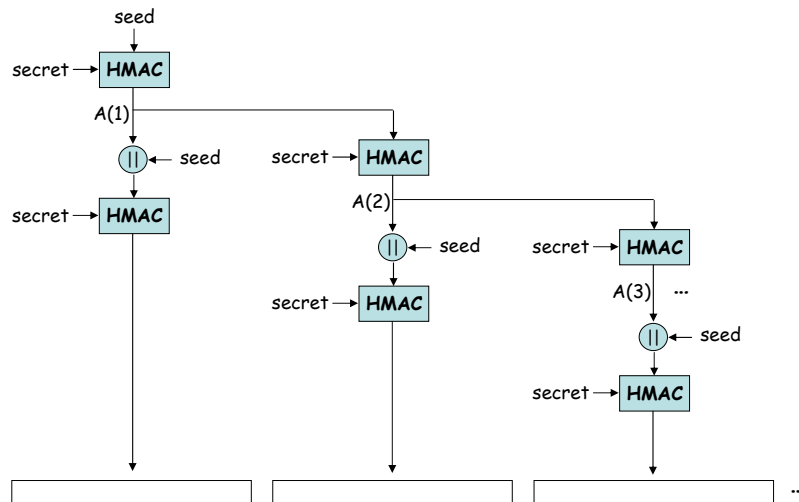 seed
secret HMAC
A(1)
|| seed
secret HMAC
secret HMAC
A(2)
|| seed
secret HMAC
secret HMAC
A(3) ...
|| seed
secret HMAC
...